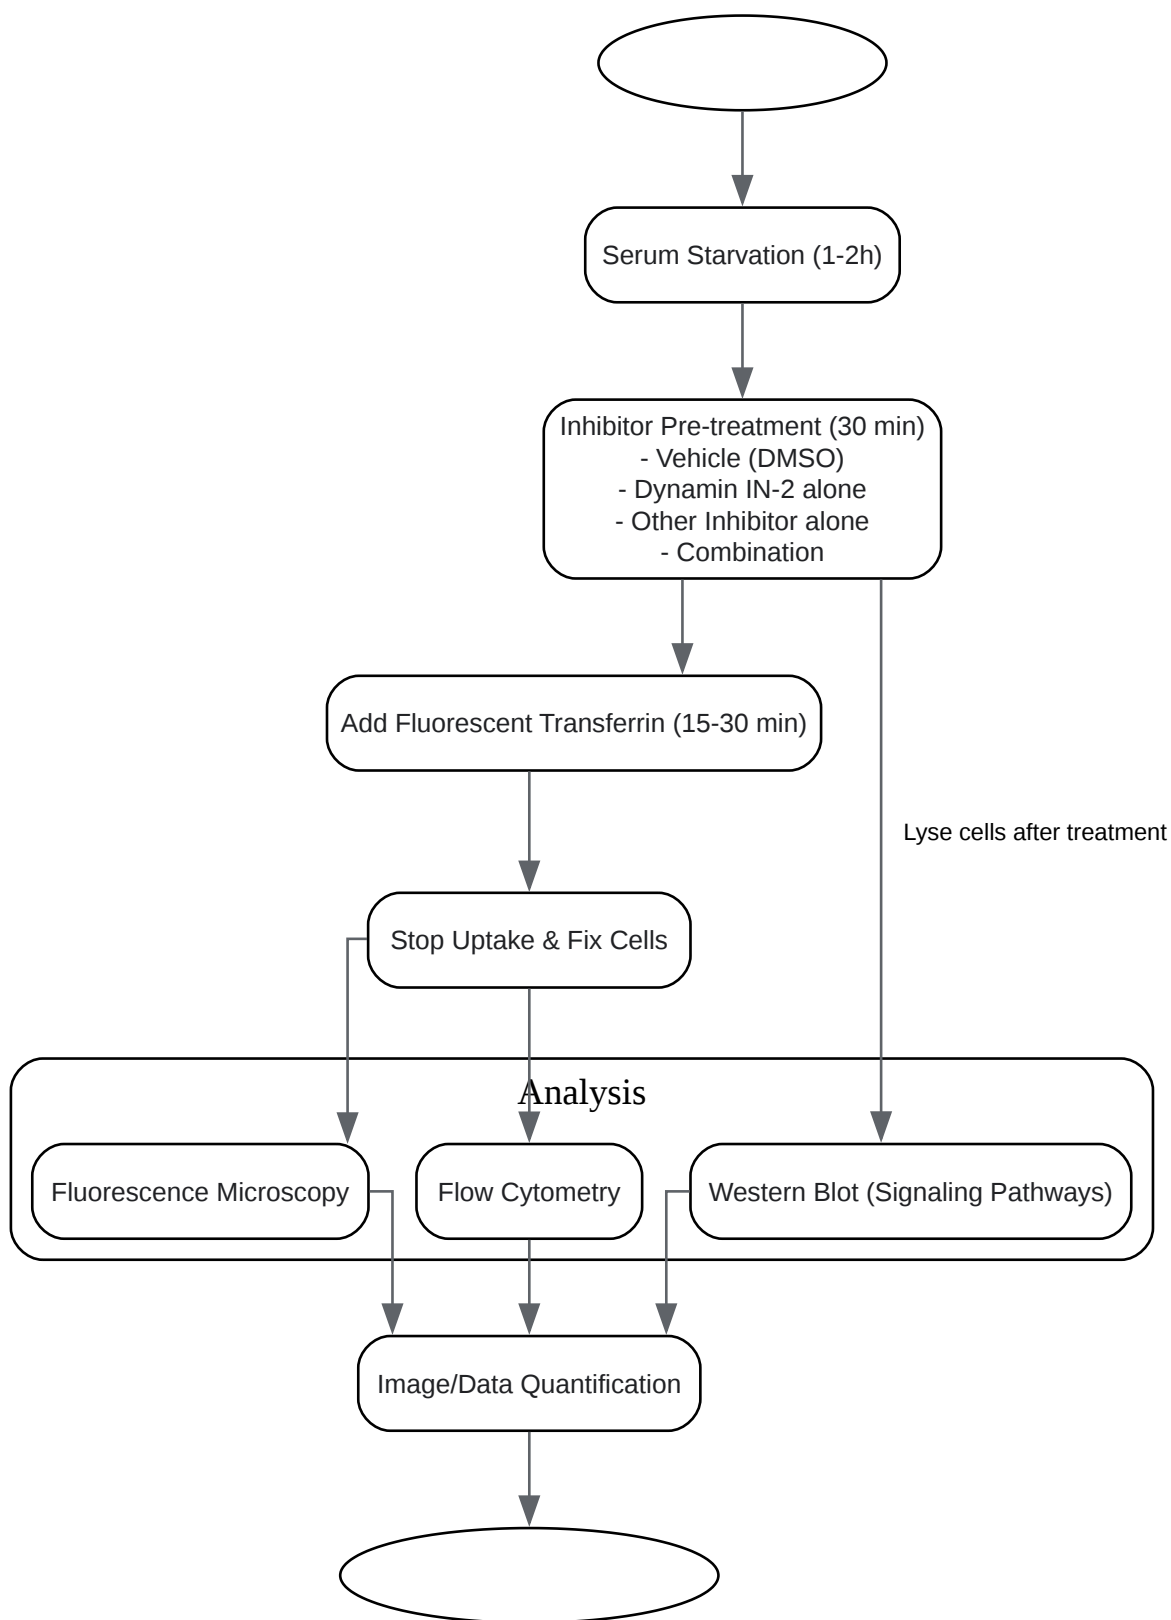 Serum Starvation (1-2h)
Inhibitor Pre-treatment (30 min)
- Vehicle (DMSO)
- Dynamin IN-2 alone
- Other Inhibitor alone
- Combination
Add Fluorescent Transferrin (15-30 min)
Lyse cells after treatment
Stop Uptake & Fix Cells
Analysis
Fluorescence Microscopy
Flow Cytometry
Western Blot (Signaling Pathways)
Image/Data Quantification